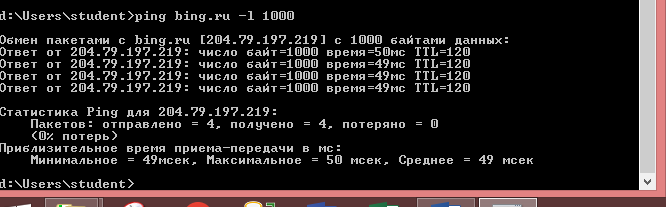 d:\Users\student>ping bing.ru -l 1000
Обмен пакетами с bing.ru [204.79.197.219] с 1000 байтами данных:
Ответ от 204.79.197.219: число байт=1000 время=50мс TTL=120
Ответ от 204.79.197.219: число байт=1000 время=49мс TTL=120
Ответ от 204.79.197.219: число байт=1000 время=49мс TTL=120
Ответ от 204.79.197.219: число байт=1000 время=49мс TTL=120
Статистика Ping для 204.79.197.219:
Пакетов: отправлено = 4, получено = 4, потеряно = 0
(0% потерь)
Приблизительное время приема-передачи в мс:
Минимальное = 49мсек, Максимальное = 50 мсек, Среднее = 49 мсек
d:\Users\student>